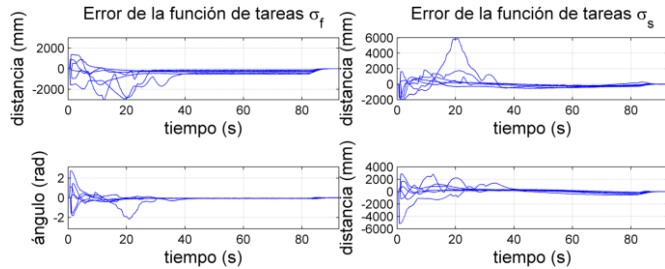 Error de la función de tareas σf
distancia (mm)
2000
0
-2000
0 20 40 60 80
tiempo (s)
Error de la función de tareas σs
distancia (mm)
6000
4000
2000
0
-2000
0 20 40 60 80
tiempo (s)
ángulo (rad)
2
0
-2
0 20 40 60 80
tiempo (s)
distancia (mm)
4000
2000
0
-2000
-4000
-6000
0 20 40 60 80
tiempo (s)